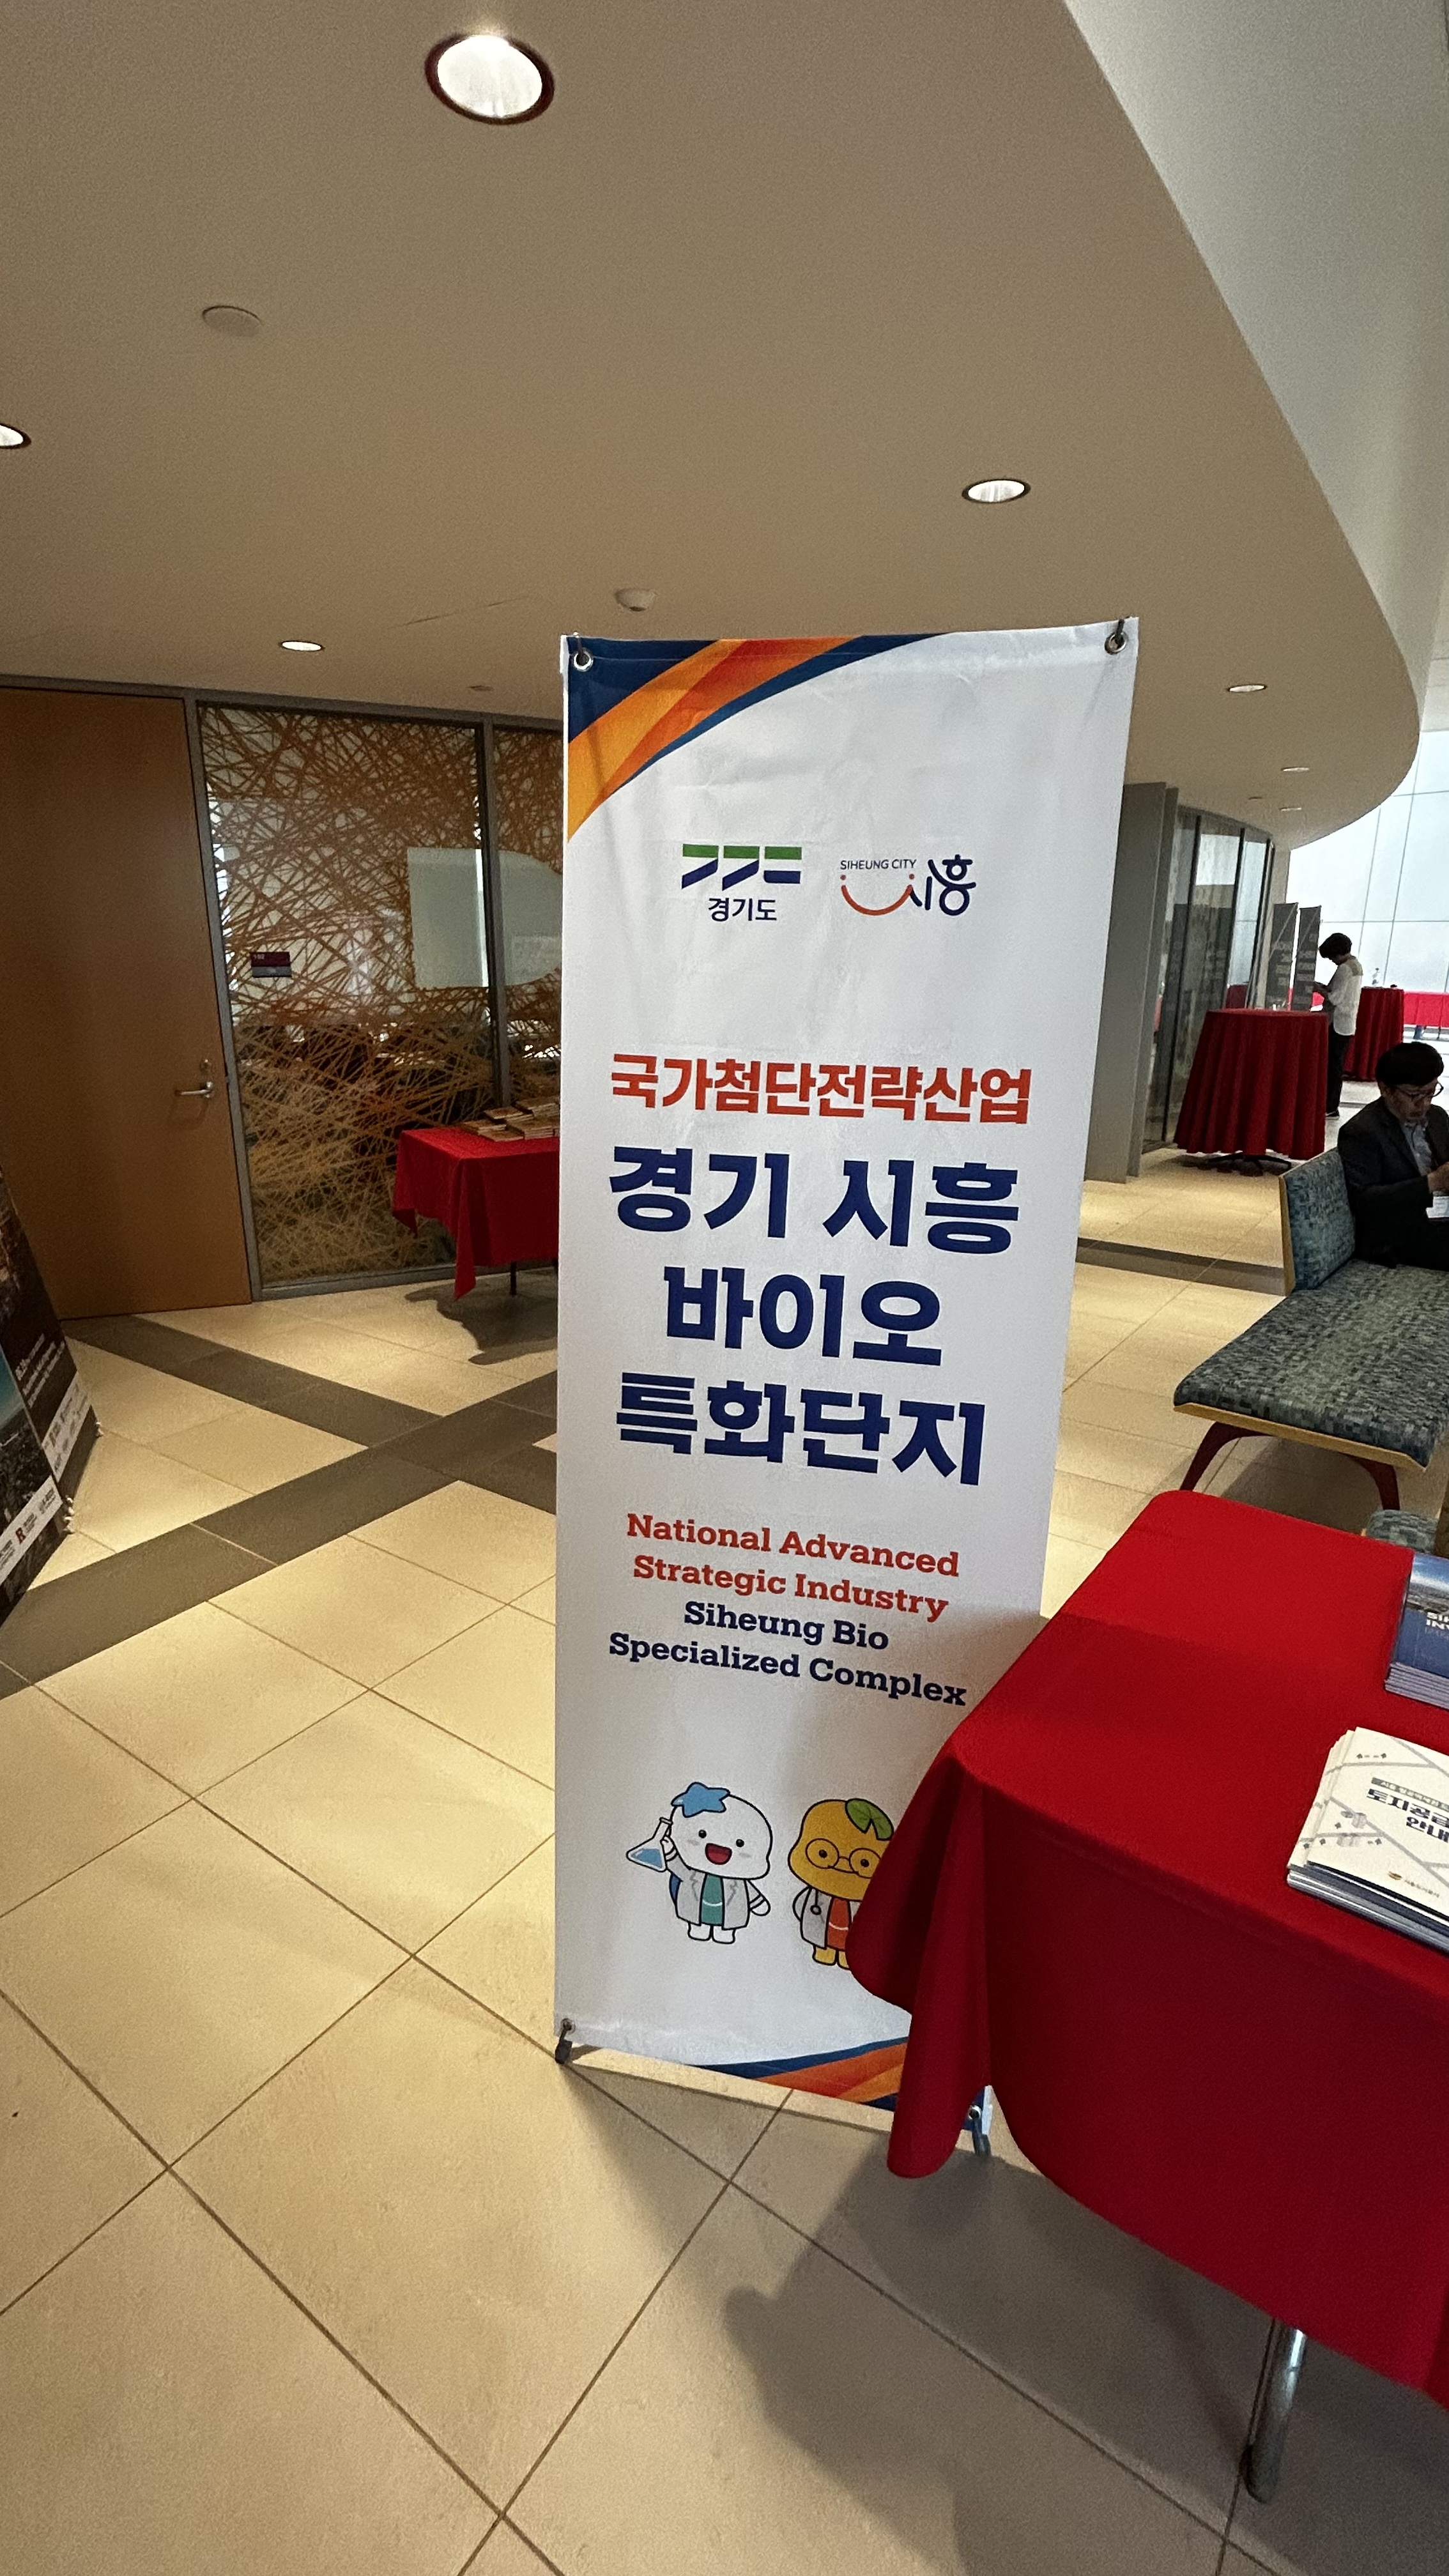 경기도
SIHEUNG CITY
시흥
국가첨단전략산업
경기 시흥
바이오
특화단지
National Advanced
Strategic Industry
Siheung Bio
Specialized Complex